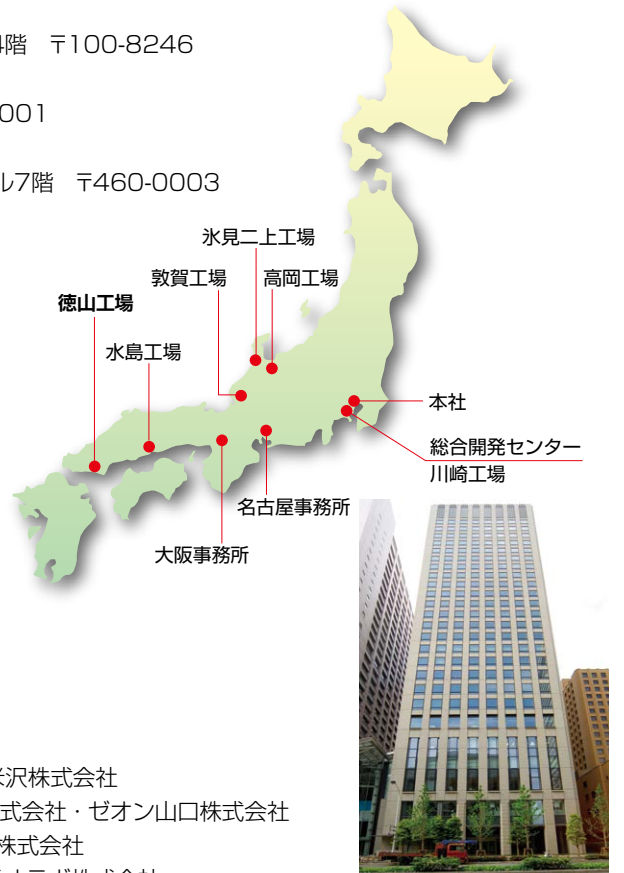 階 〒100-8246
001
ル7階 〒460-0003
氷見二上工場
敦賀工場 高岡工場
徳山工場
水島工場
本社
総合開発センター
川崎工場
名古屋事務所
大阪事務所
米沢株式会社
式会社・ゼオン山口株式会社
株式会社
株式会社